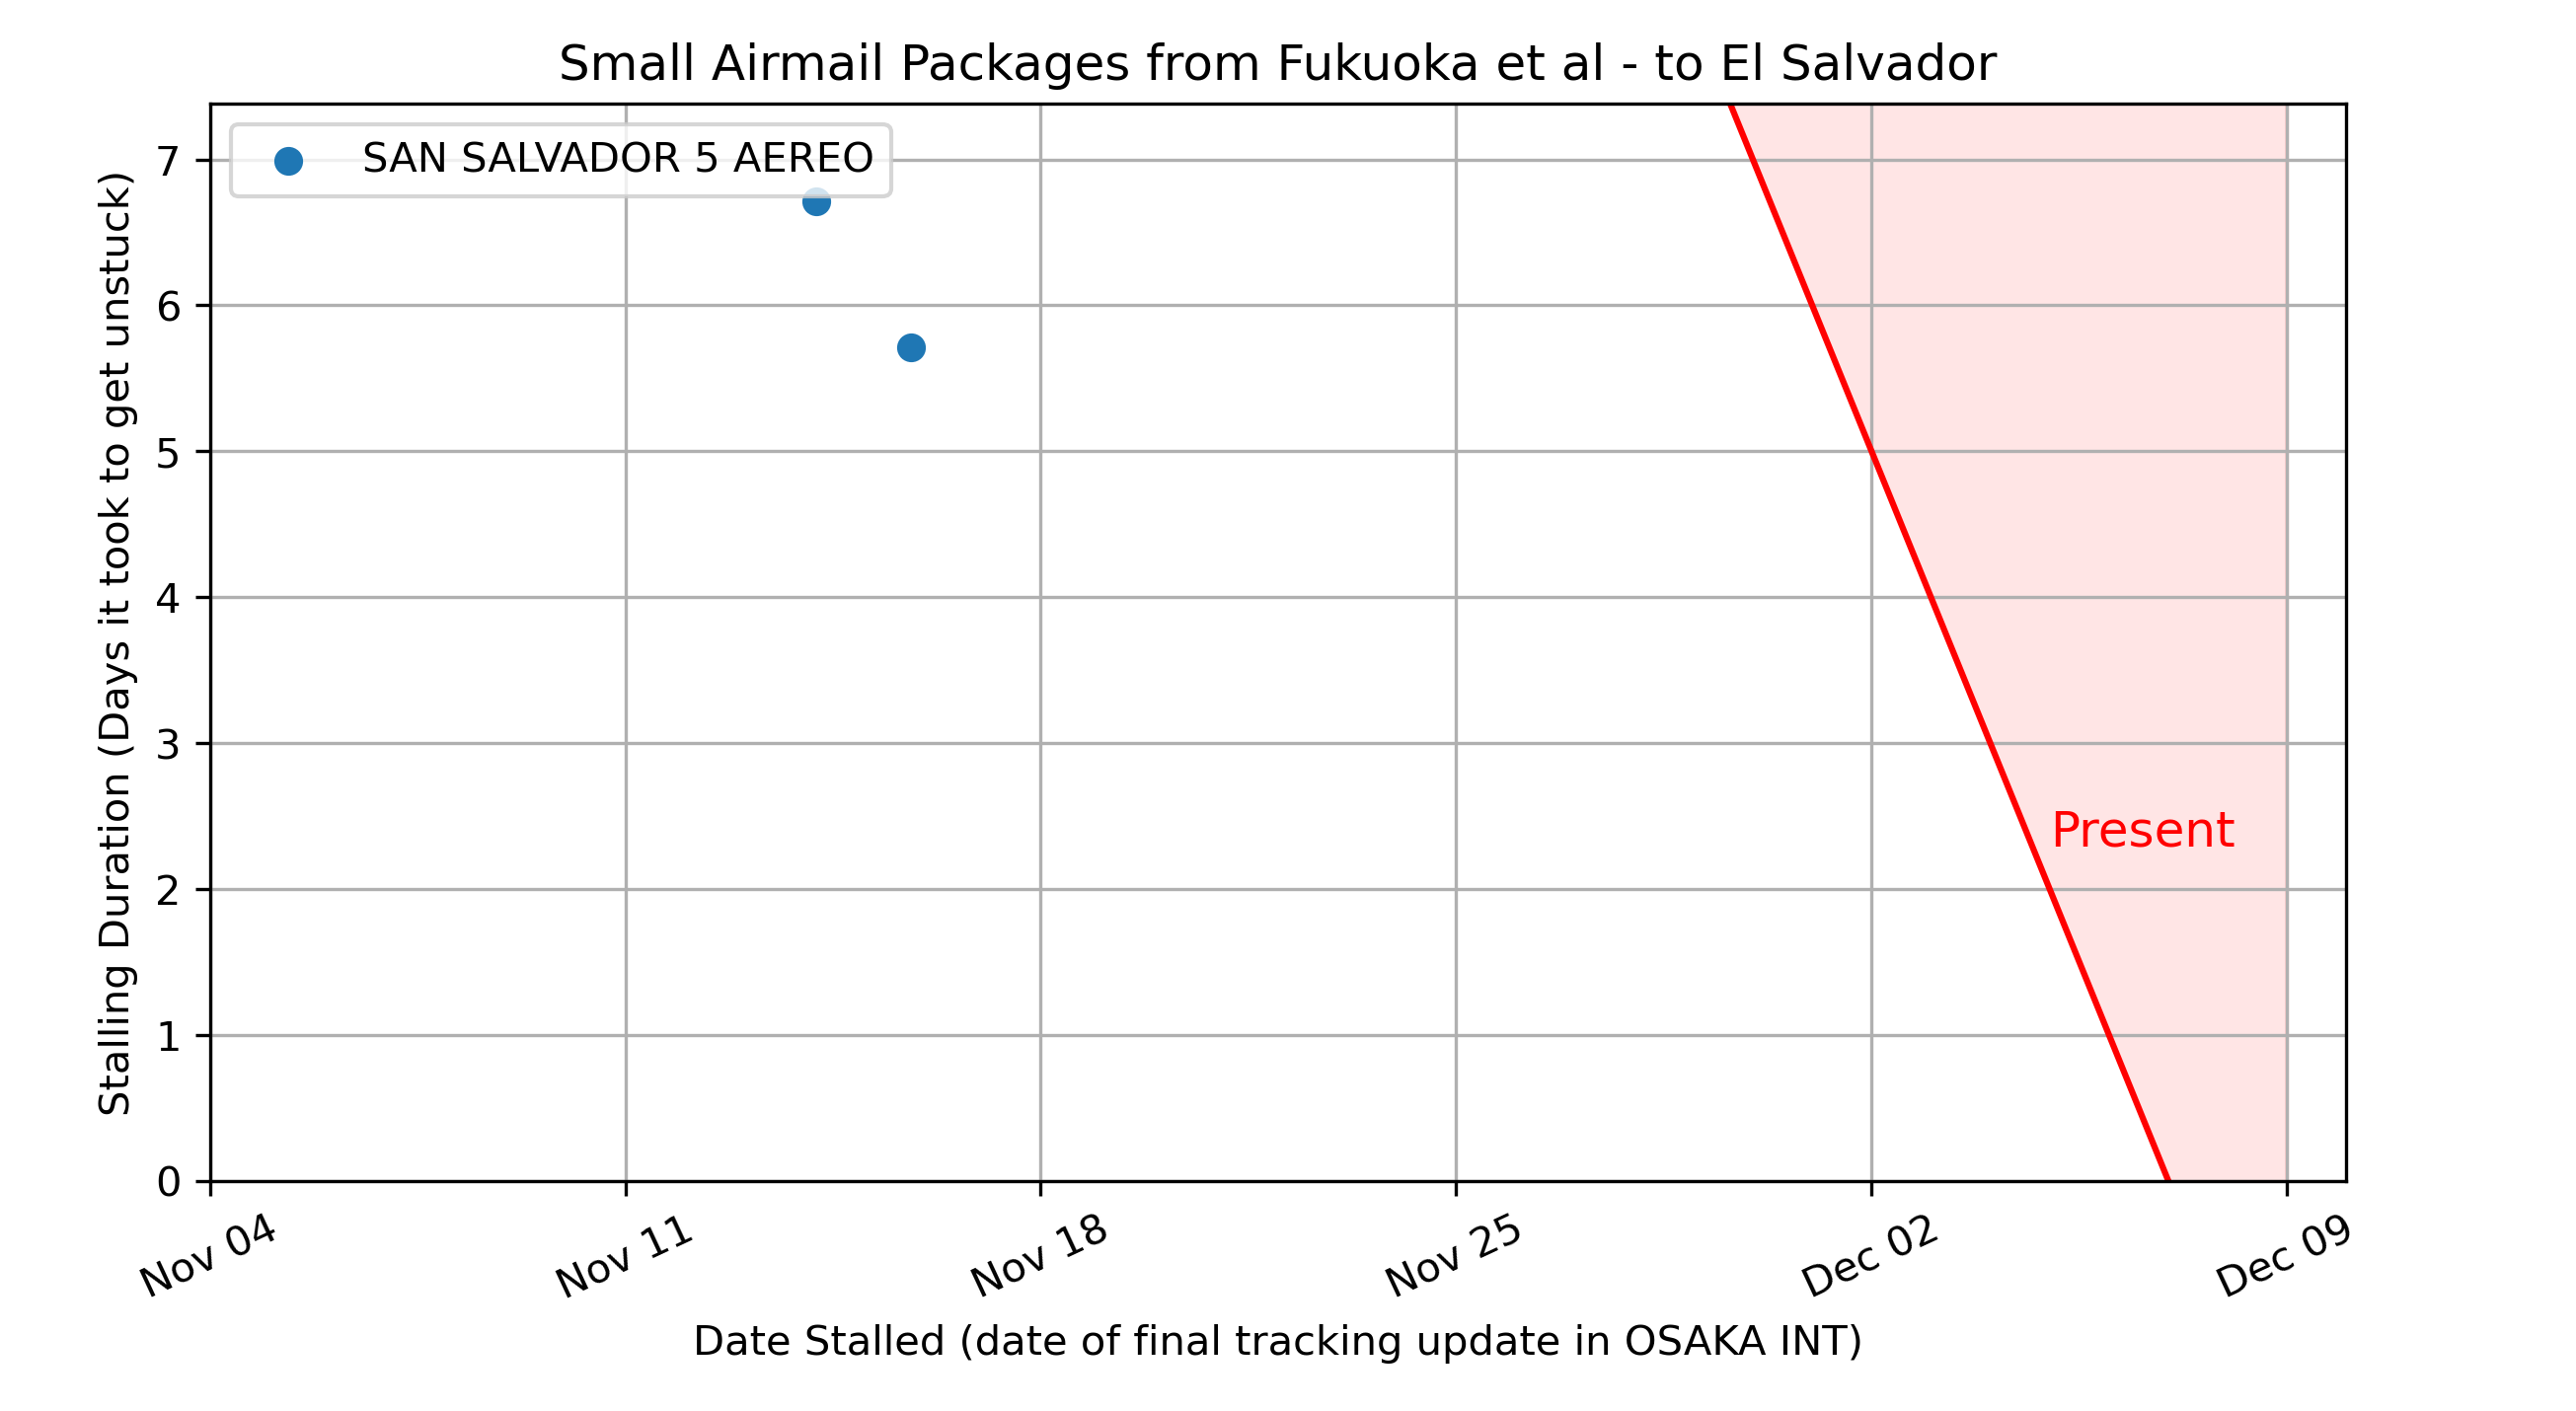 Small Airmail Packages from Fukuoka et al - to El Salvador
SAN SALVADOR 5 AEREO
Stalling Duration (Days it took to get unstuck)
7
6
5
4
3
2
1
0
Present
Nov 04
Nov 11
Nov 18
Nov 25
Dec 02
Dec 09
Date Stalled (date of final tracking update in OSAKA INT)